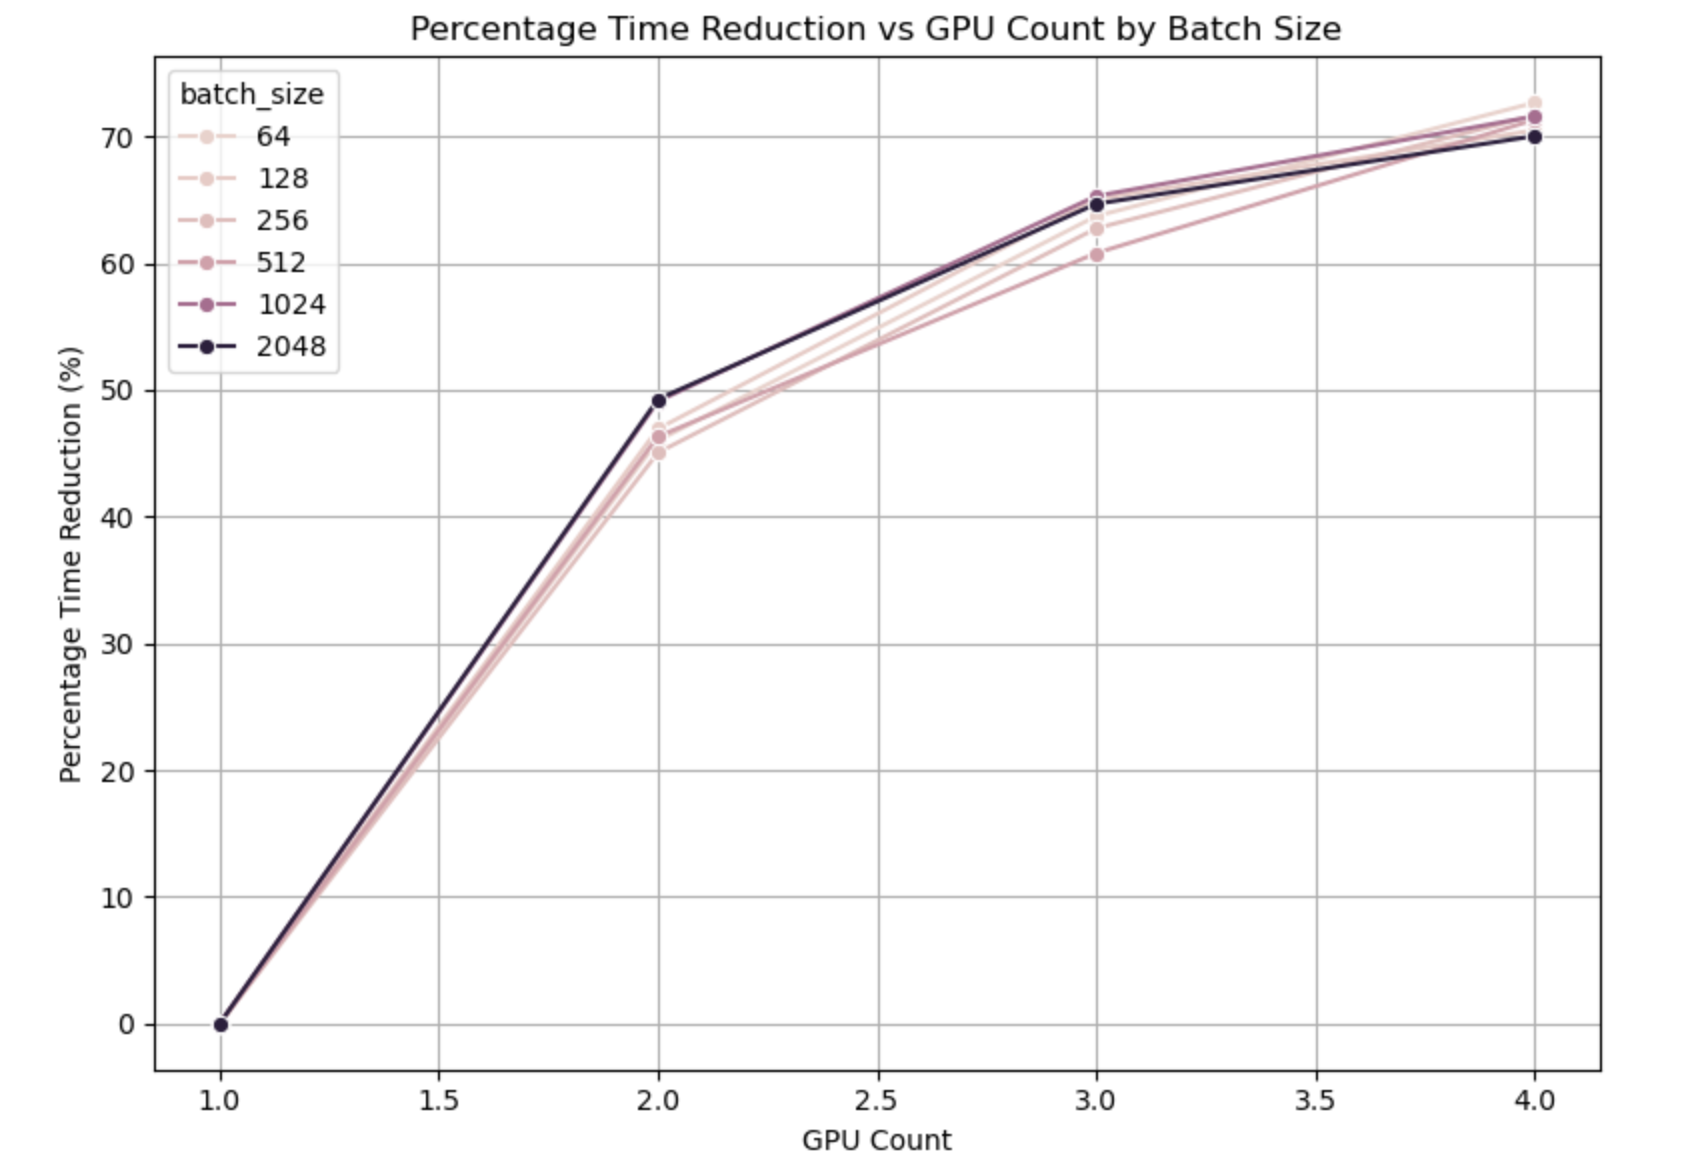 Percentage Time Reduction vs GPU Count by Batch Size
batch_size
64
128
256
512
1024
2048
Percentage Time Reduction (%)
70
60
50
40
30
20
10
0
1.0 1.5 2.0 2.5 3.0 3.5 4.0
GPU Count